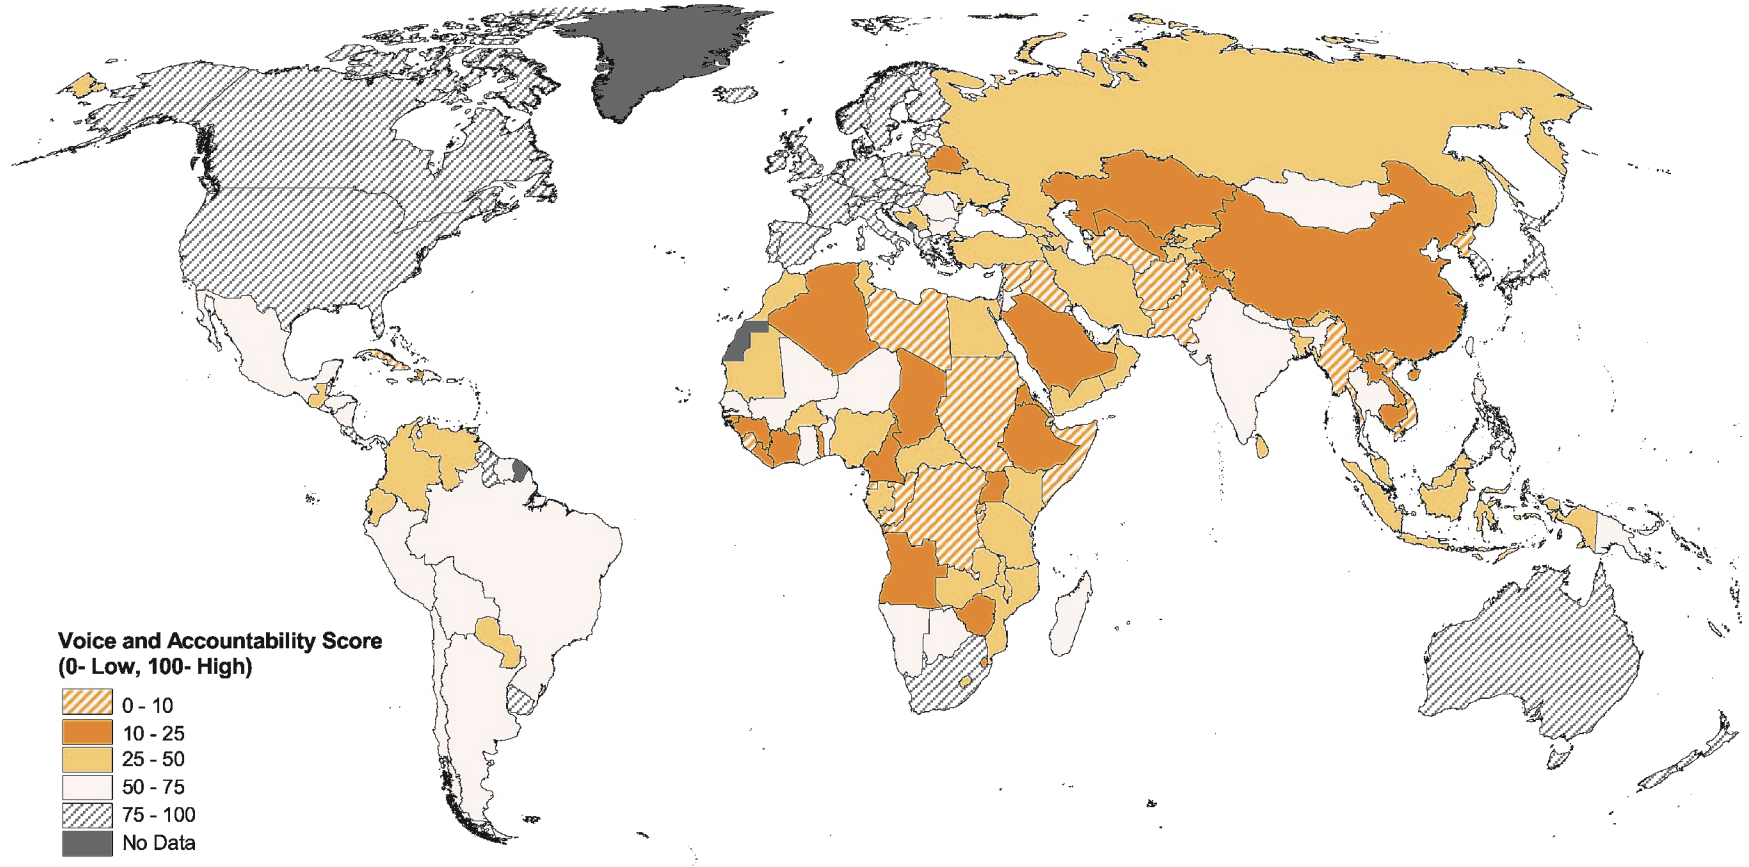 Voice and Accountability Score
(0- Low, 100- High)
0 - 10
10 - 25
25 - 50
50 - 75
75 - 100
No Data